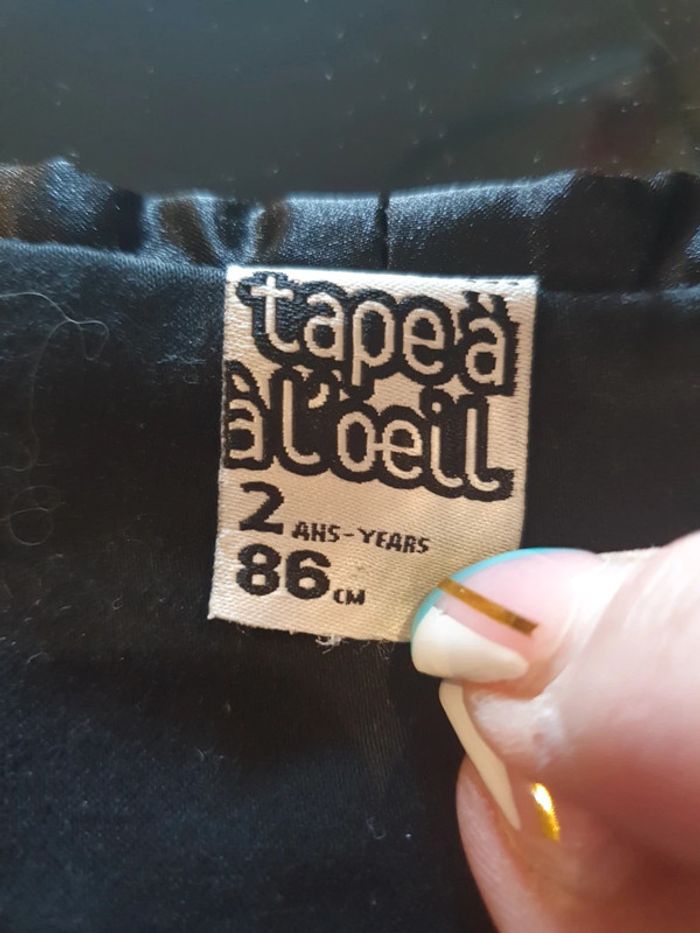 tape à
à l'oeil
2 ANS-YEARS
86 CM